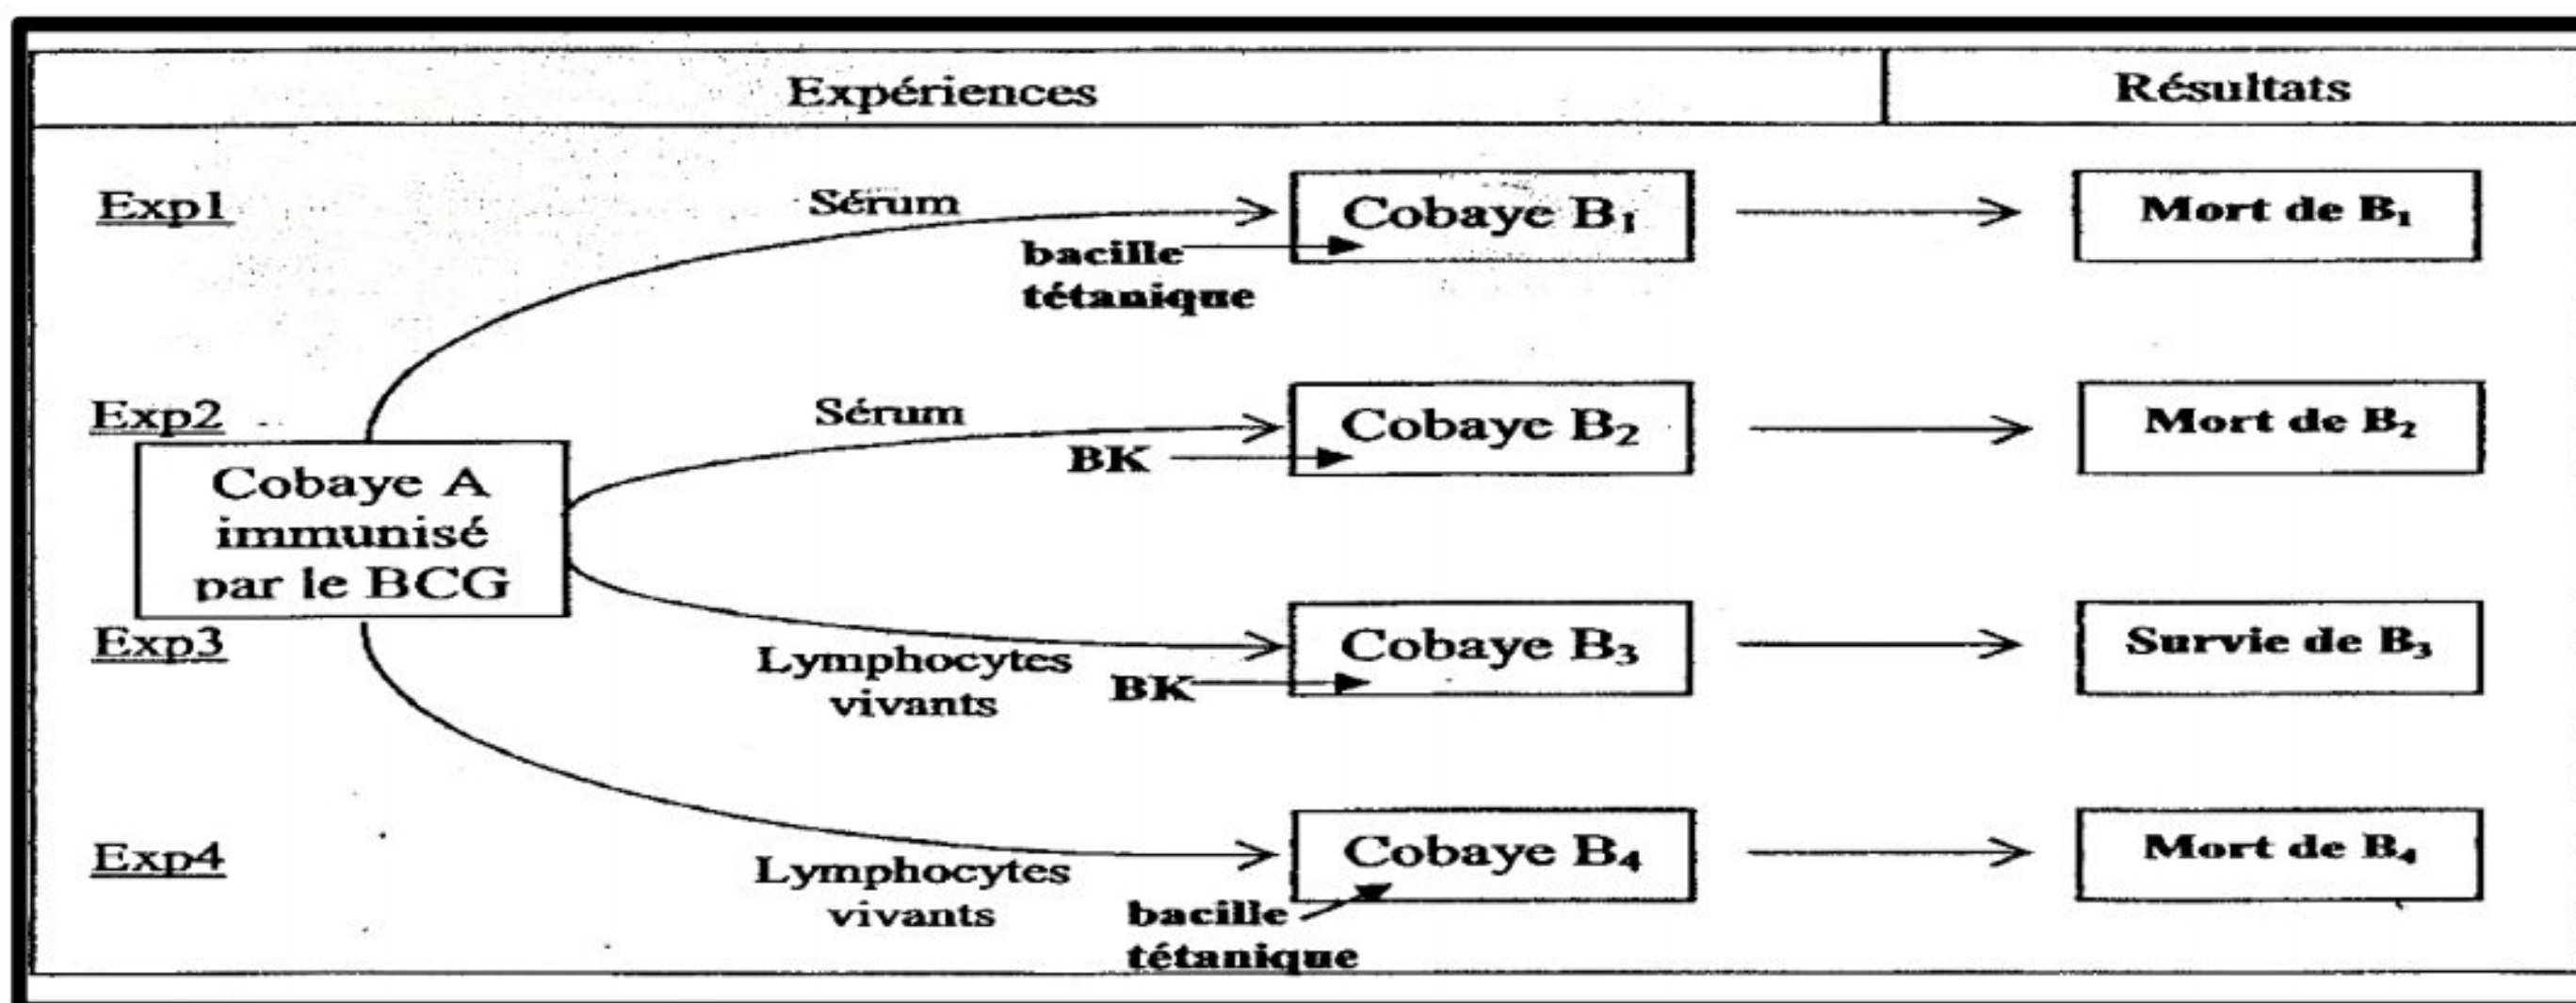 Expériences
Résultats
Exp1
Sérum
bacille
tétanique
Cobaye B₁
Mort de B₁
Exp2
Sérum
BK
Cobaye B₂
Mort de B₂
Cobaye A
immunisé
par le BCG
Exp3
Lymphocytes
vivants
BK
Cobaye B₃
Survie de B₃
Exp4
Lymphocytes
vivants
bacille
tétanique
Cobaye B₄
Mort de B₄